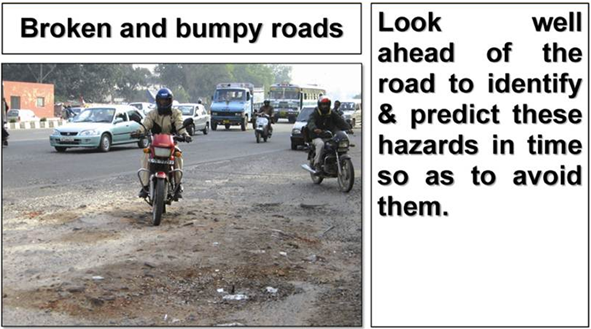 Broken and bumpy roads
Look well
ahead of the
road to identify
& predict these
hazards in time
so as to avoid
them.